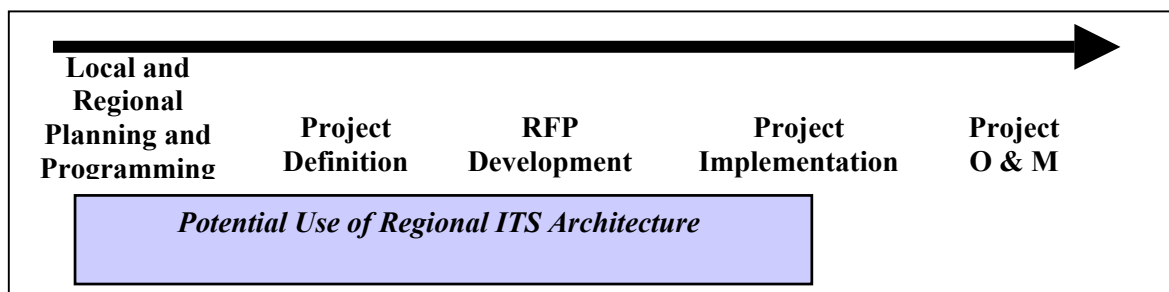 Local and
Regional
Planning and
Programming
Project
Definition
RFP
Development
Project
Implementation
Project
O & M
Potential Use of Regional ITS Architecture